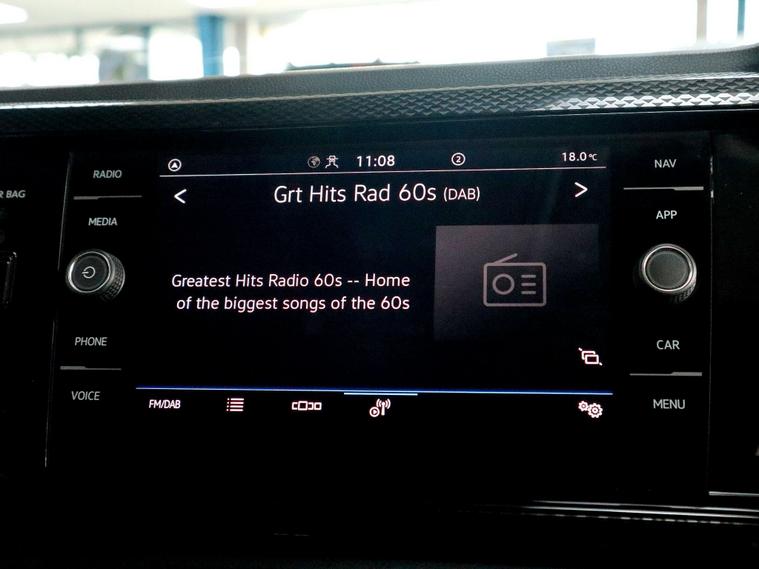 R BAG
RADIO
MEDIA
PHONE
VOICE
11:08
2
18.0°C
< Grt Hits Rad 60s (DAB) >
Greatest Hits Radio 60s -- Home
of the biggest songs of the 60s
FM/DAB
NAV
APP
CAR
MENU